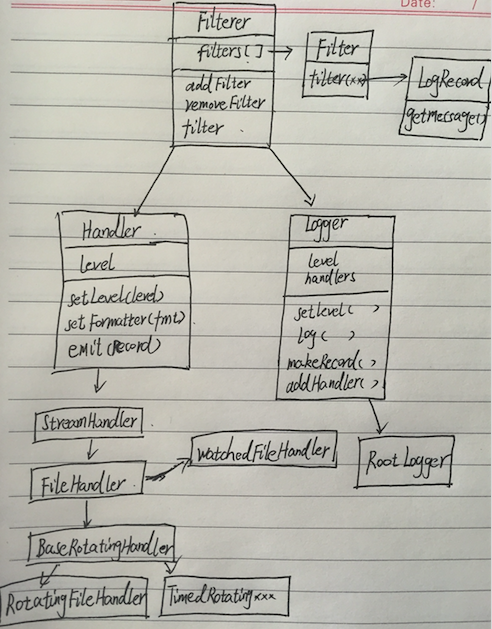 Date: /
Filterer
filters[]
addFilter
removeFilter
filter
Filter
filter(xx)
LogRecord
getmessage()
Handler
Level
setLevel(level)
setFormatter(fmt)
emit(Record)
Logger
Level
handlers
setLevel( )
Log( )
makeRecord( )
addHandler( )
StreamHandler
FileHandler
WatchedFileHandler
RootLogger
BaseRotatingHandler
RotatingFileHandler
TimedRotatingxxx